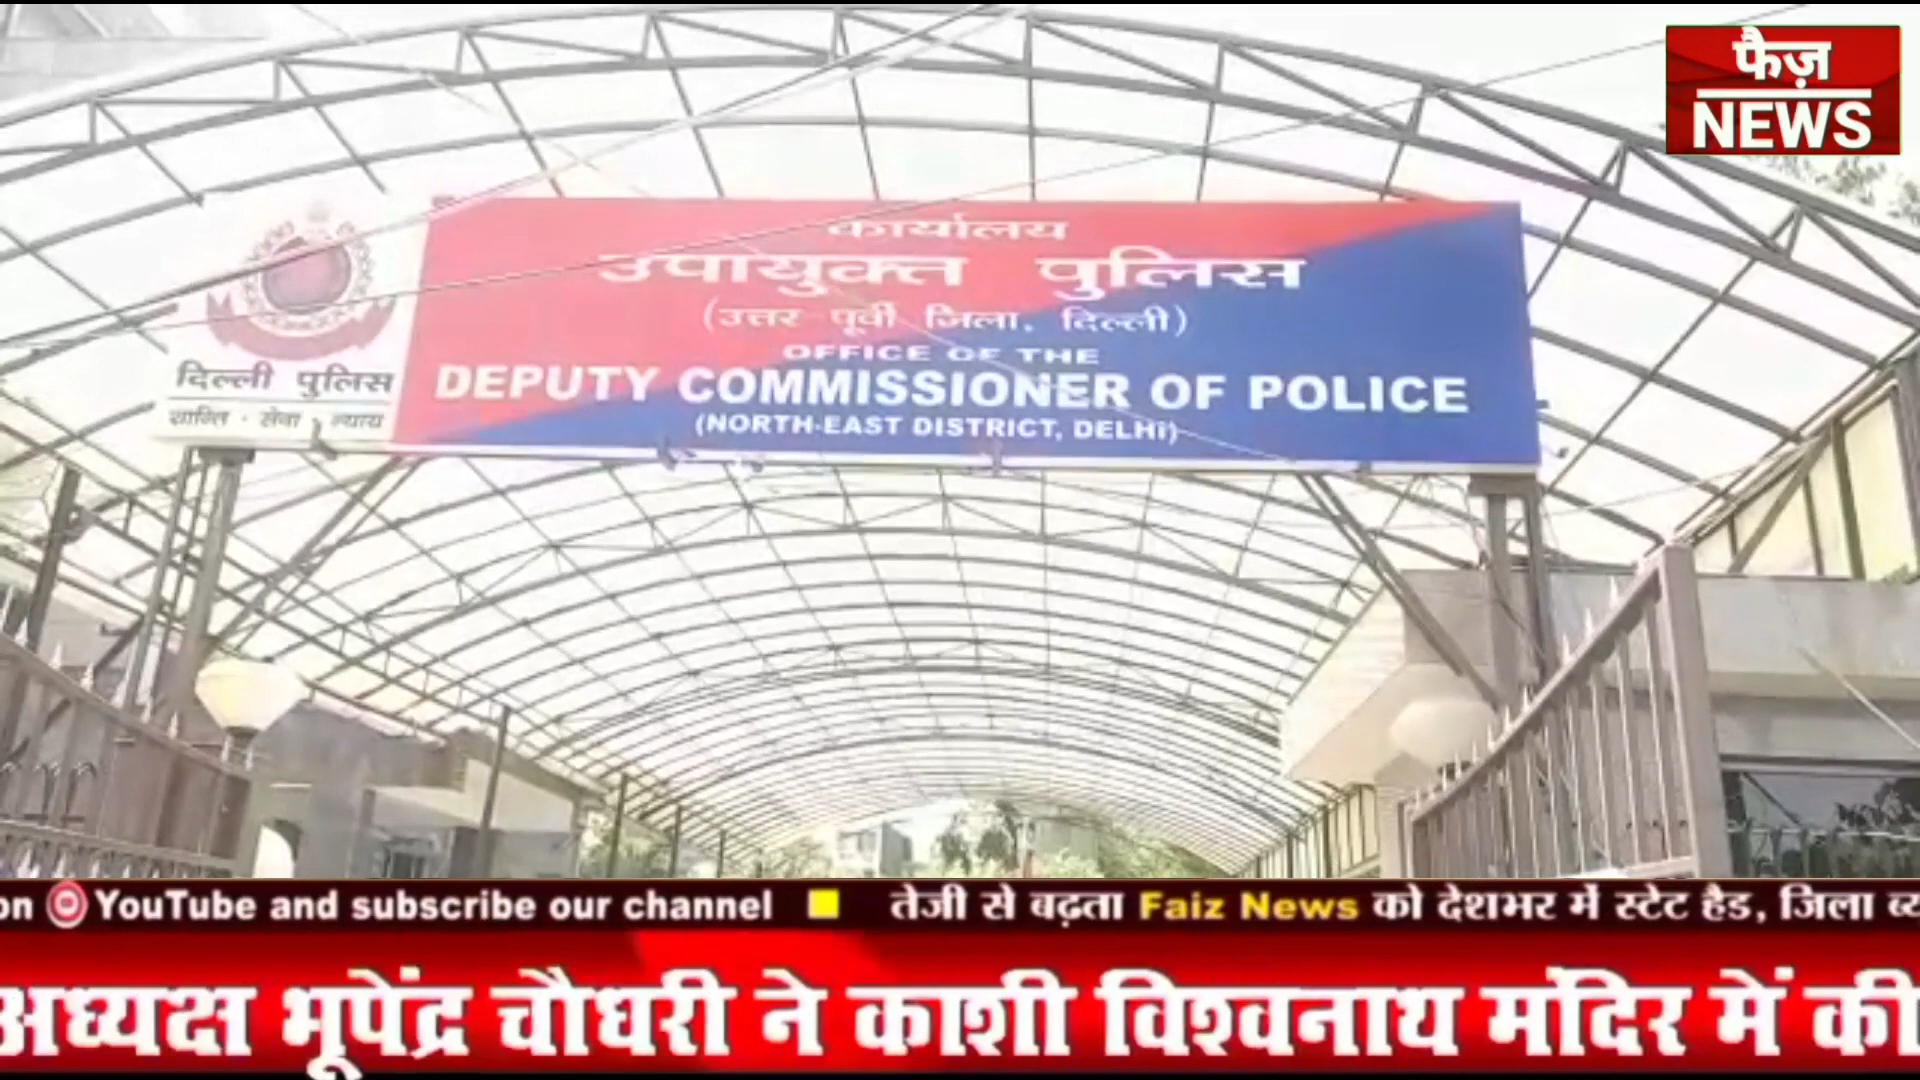 फैज़
NEWS
कार्यालय
उपायुक्त पुलिस
(उत्तर पूर्वी जिला, दिल्ली)
OFFICE OF THE
DEPUTY COMMISSIONER OF POLICE
(NORTH-EAST DISTRICT, DELHI)
दिल्ली पुलिस
शान्ति · सेवा · न्याय
on YouTube and subscribe our channel तेजी से बढ़ता Faiz News को देशभर में स्टेट हैड, जिला
अध्यक्ष भूपेंद्र चौधरी ने काशी विश्वनाथ मंदिर में की